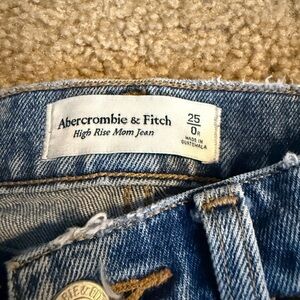 Abercrombie & Fitch
High Rise Mom Jean
25
0R
MADE IN
GUATEMALA